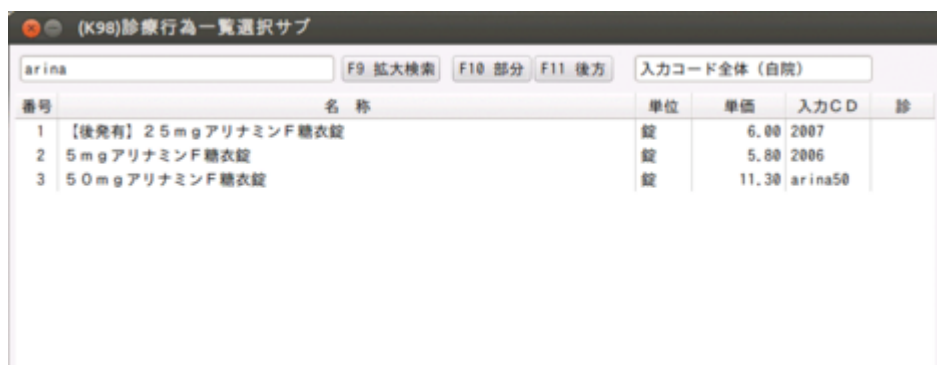 (K98)診療行為一覧選択サブ
arina F9 拡大検索 F10 部分 F11 後方 入力コード全体（自院）
番号 名 称 単位 単価 入力CD 診
1 【後発有】２５ｍｇアリナミンＦ糖衣錠 錠 6.00 2007
2 ５ｍｇアリナミンＦ糖衣錠 錠 5.80 2006
3 ５０ｍｇアリナミンＦ糖衣錠 錠 11.30 arina50